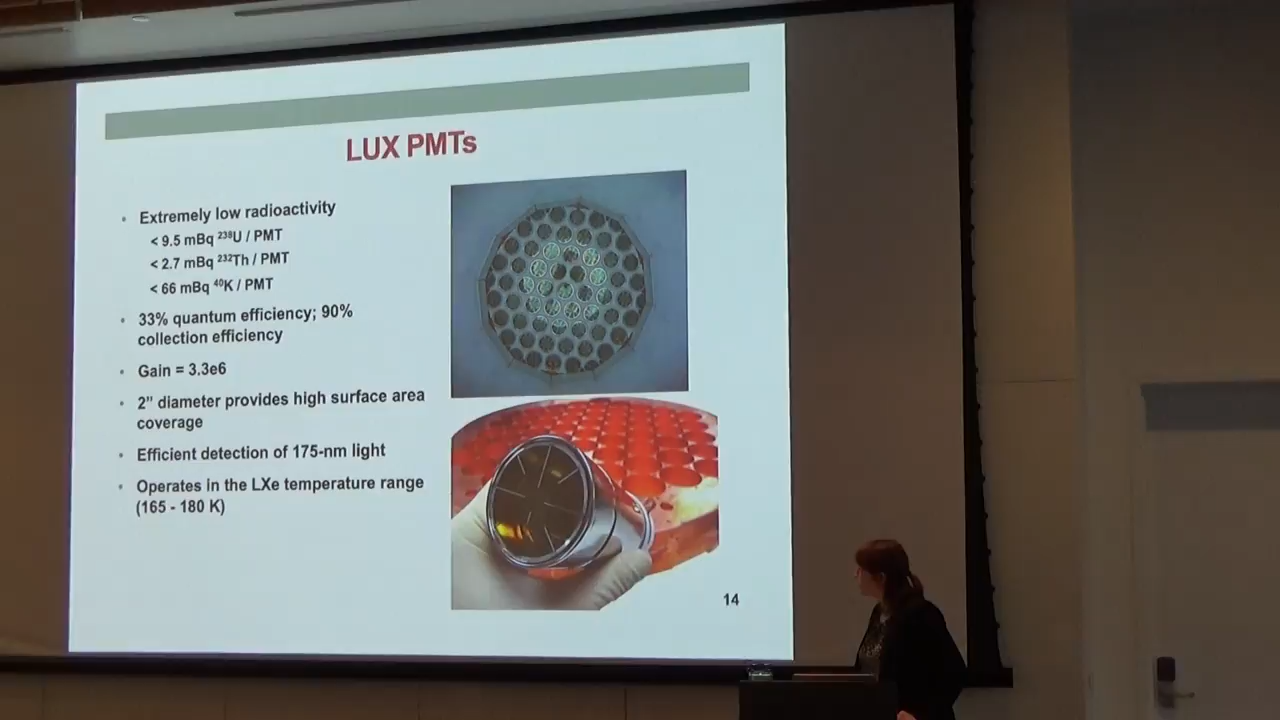 LUX PMTs
• Extremely low radioactivity
< 9.5 mBq ²³⁸U / PMT
< 2.7 mBq ²³²Th / PMT
< 66 mBq ⁴⁰K / PMT
• 33% quantum efficiency; 90%
collection efficiency
• Gain = 3.3e6
• 2” diameter provides high surface area
coverage
• Efficient detection of 175-nm light
• Operates in the LXe temperature range
(165 - 180 K)
14